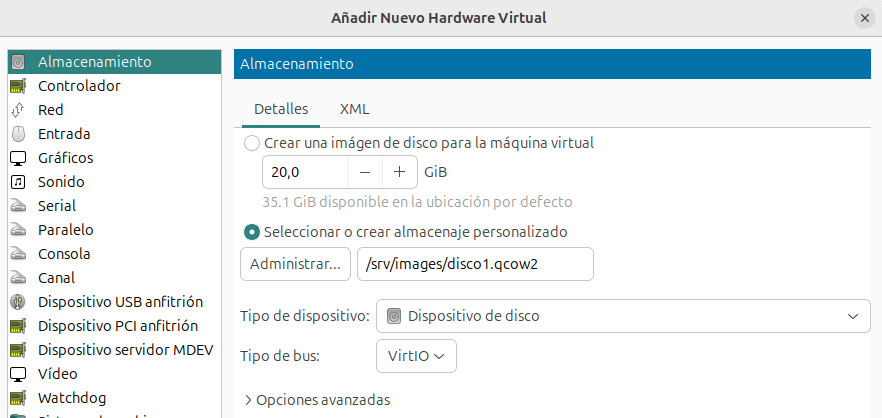 Añadir Nuevo Hardware Virtual
Almacenamiento
Controlador
Red
Entrada
Gráficos
Sonido
Serial
Paralelo
Consola
Canal
Dispositivo USB anfitrión
Dispositivo PCI anfitrión
Dispositivo servidor MDEV
Vídeo
Watchdog
Almacenamiento
Detalles XML
Crear una imágen de disco para la máquina virtual
20,0 − + GiB
35.1 GiB disponible en la ubicación por defecto
Seleccionar o crear almacenaje personalizado
Administrar... /srv/images/disco1.qcow2
Tipo de dispositivo: Dispositivo de disco
Tipo de bus: VirtIO
Opciones avanzadas